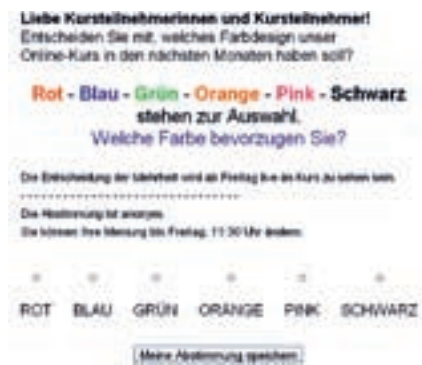 Liebe Kursteilnehmerinnen und Kursteilnehmer!
Entscheiden Sie mit, welches Farbdesign unser
Online-Kurs in den nächsten Monaten haben soll?
Rot - Blau - Grün - Orange - Pink - Schwarz
stehen zur Auswahl.
Welche Farbe bevorzugen Sie?
Die Entscheidung der Mehrheit wird ab Freitag im Kurs zu sehen sein.
Die Abstimmung ist anonym.
Sie können Ihre Meinung bis Freitag, 11:30 Uhr ändern.
ROT BLAU GRÜN ORANGE PINK SCHWARZ
Meine Abstimmung speichern